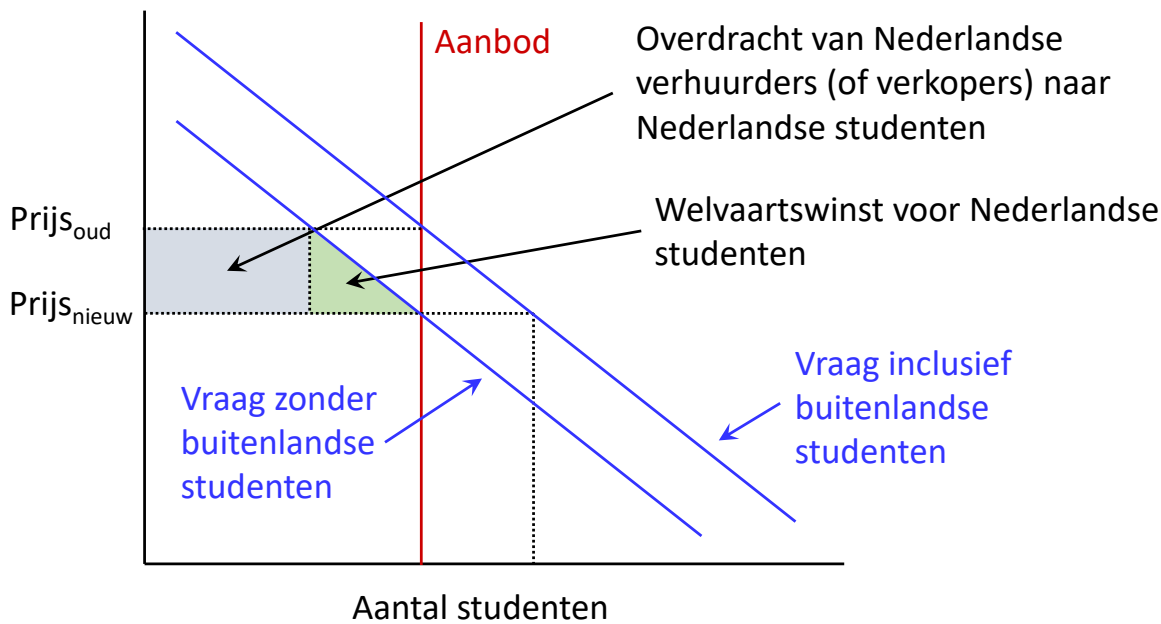 Aanbod
Overdracht van Nederlandse
verhuurders (of verkopers) naar
Nederlandse studenten
Welvaartswinst voor Nederlandse
studenten
Prijsoud
Prijsnieuw
Vraag zonder
buitenlandse
studenten
Vraag inclusief
buitenlandse
studenten
Aantal studenten